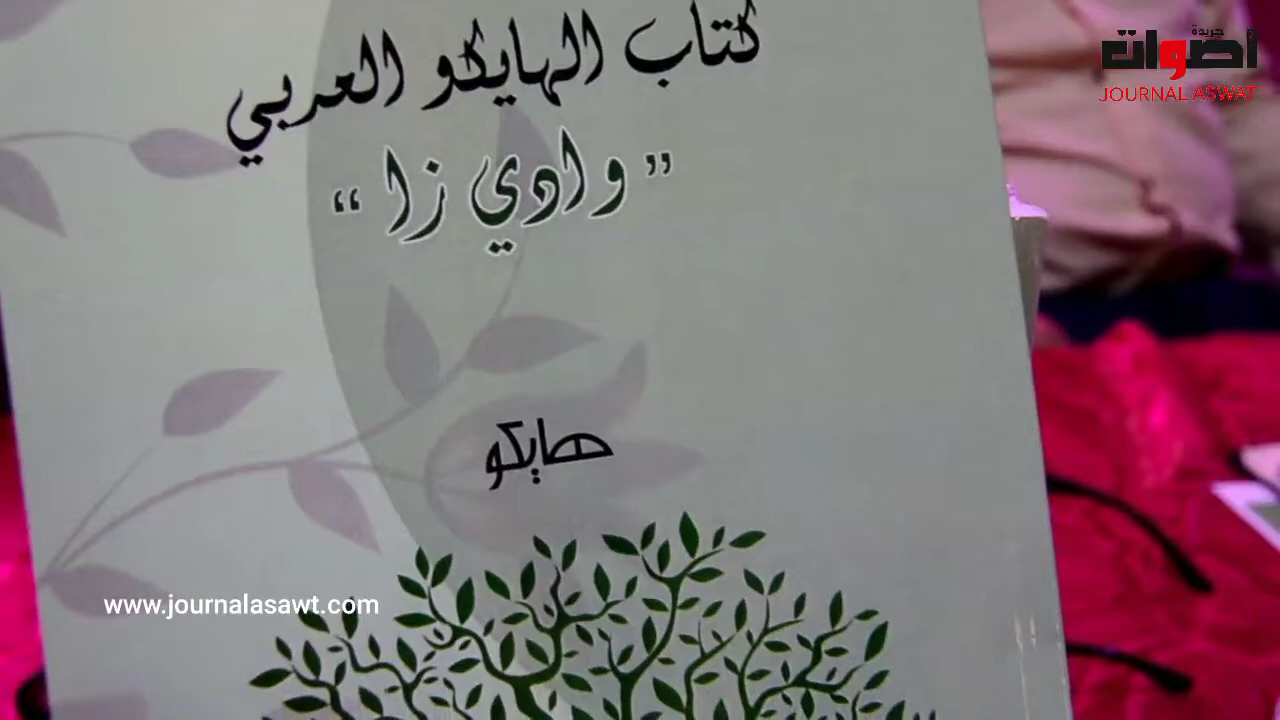 كتاب الهايكو العربي
” وادي زا “
هايكو
جريدة
أصوات
JOURNAL ASWAT
www.journalasawt.com